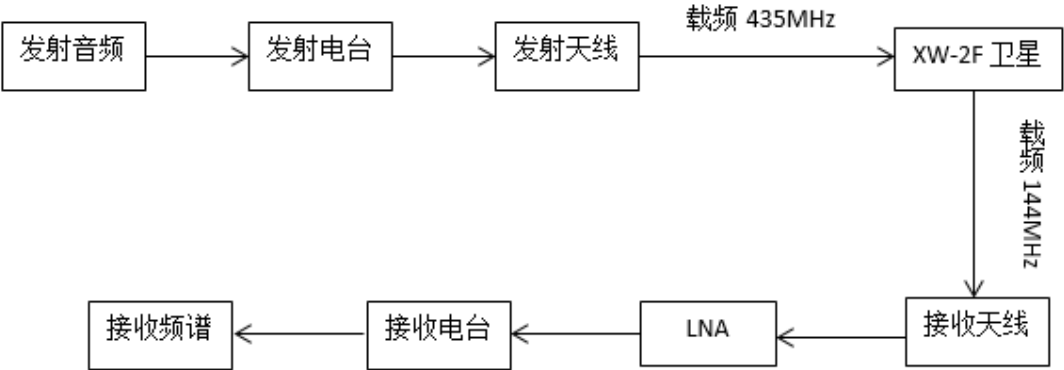 载频 435MHz
发射音频
发射电台
发射天线
XW-2F 卫星
载频 144MHz
接收频谱
接收电台
LNA
接收天线